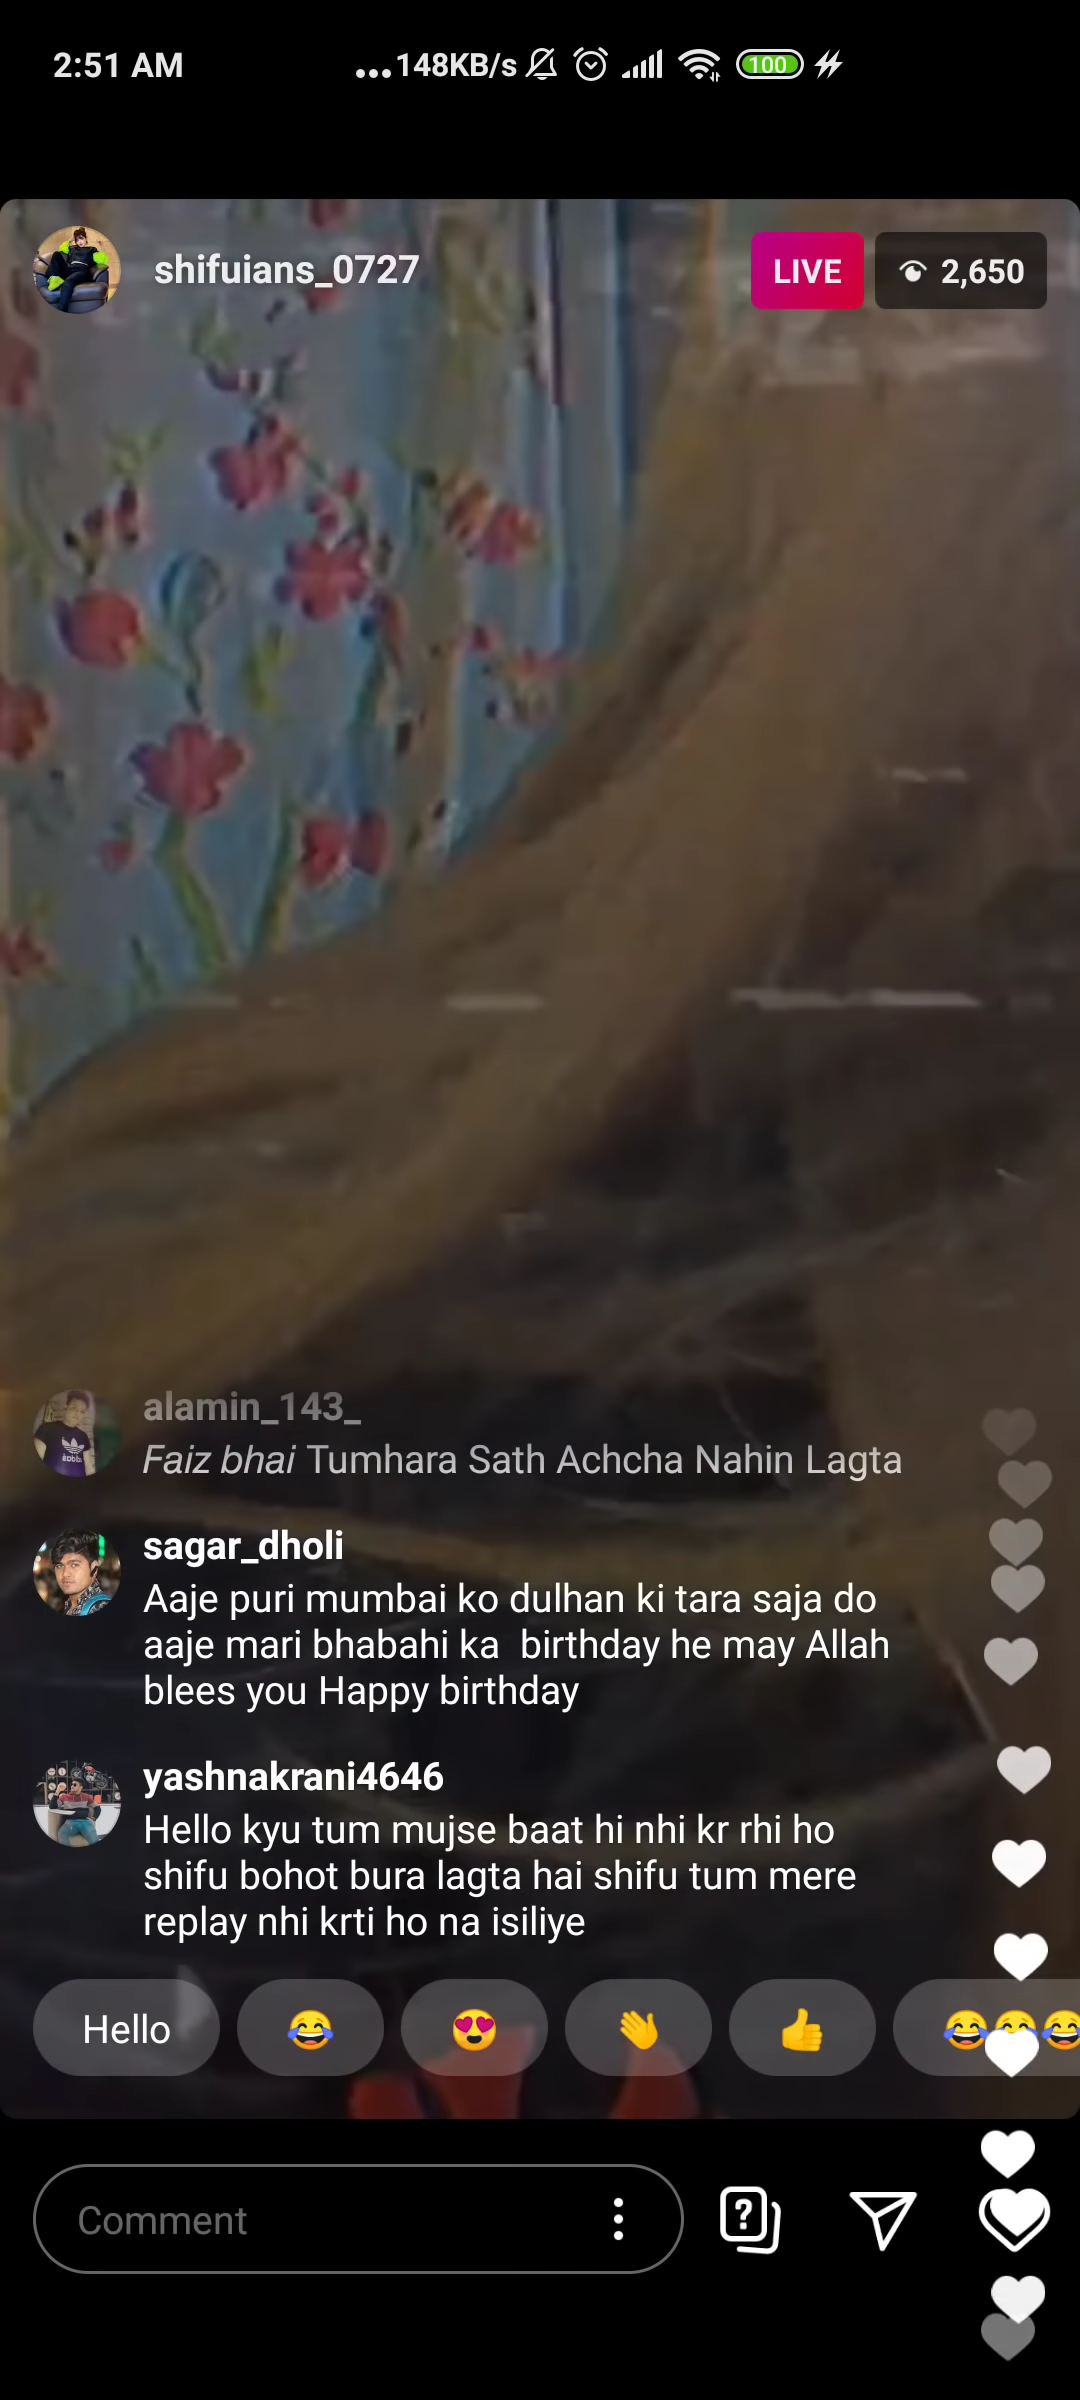 2:51 AM
...148KB/s
100
shifuians_0727
LIVE
2,650
alamin_143_
Faiz bhai Tumhara Sath Achcha Nahin Lagta
sagar_dholi
Aaje puri mumbai ko dulhan ki tara saja do
aaje mari bhabahi ka  birthday he may Allah
blees you Happy birthday
yashnakrani4646
Hello kyu tum mujse baat hi nhi kr rhi ho
shifu bohot bura lagta hai shifu tum mere
replay nhi krti ho na isiliye
Hello 😂 😍 👋 👍 😂😂😂
Comment